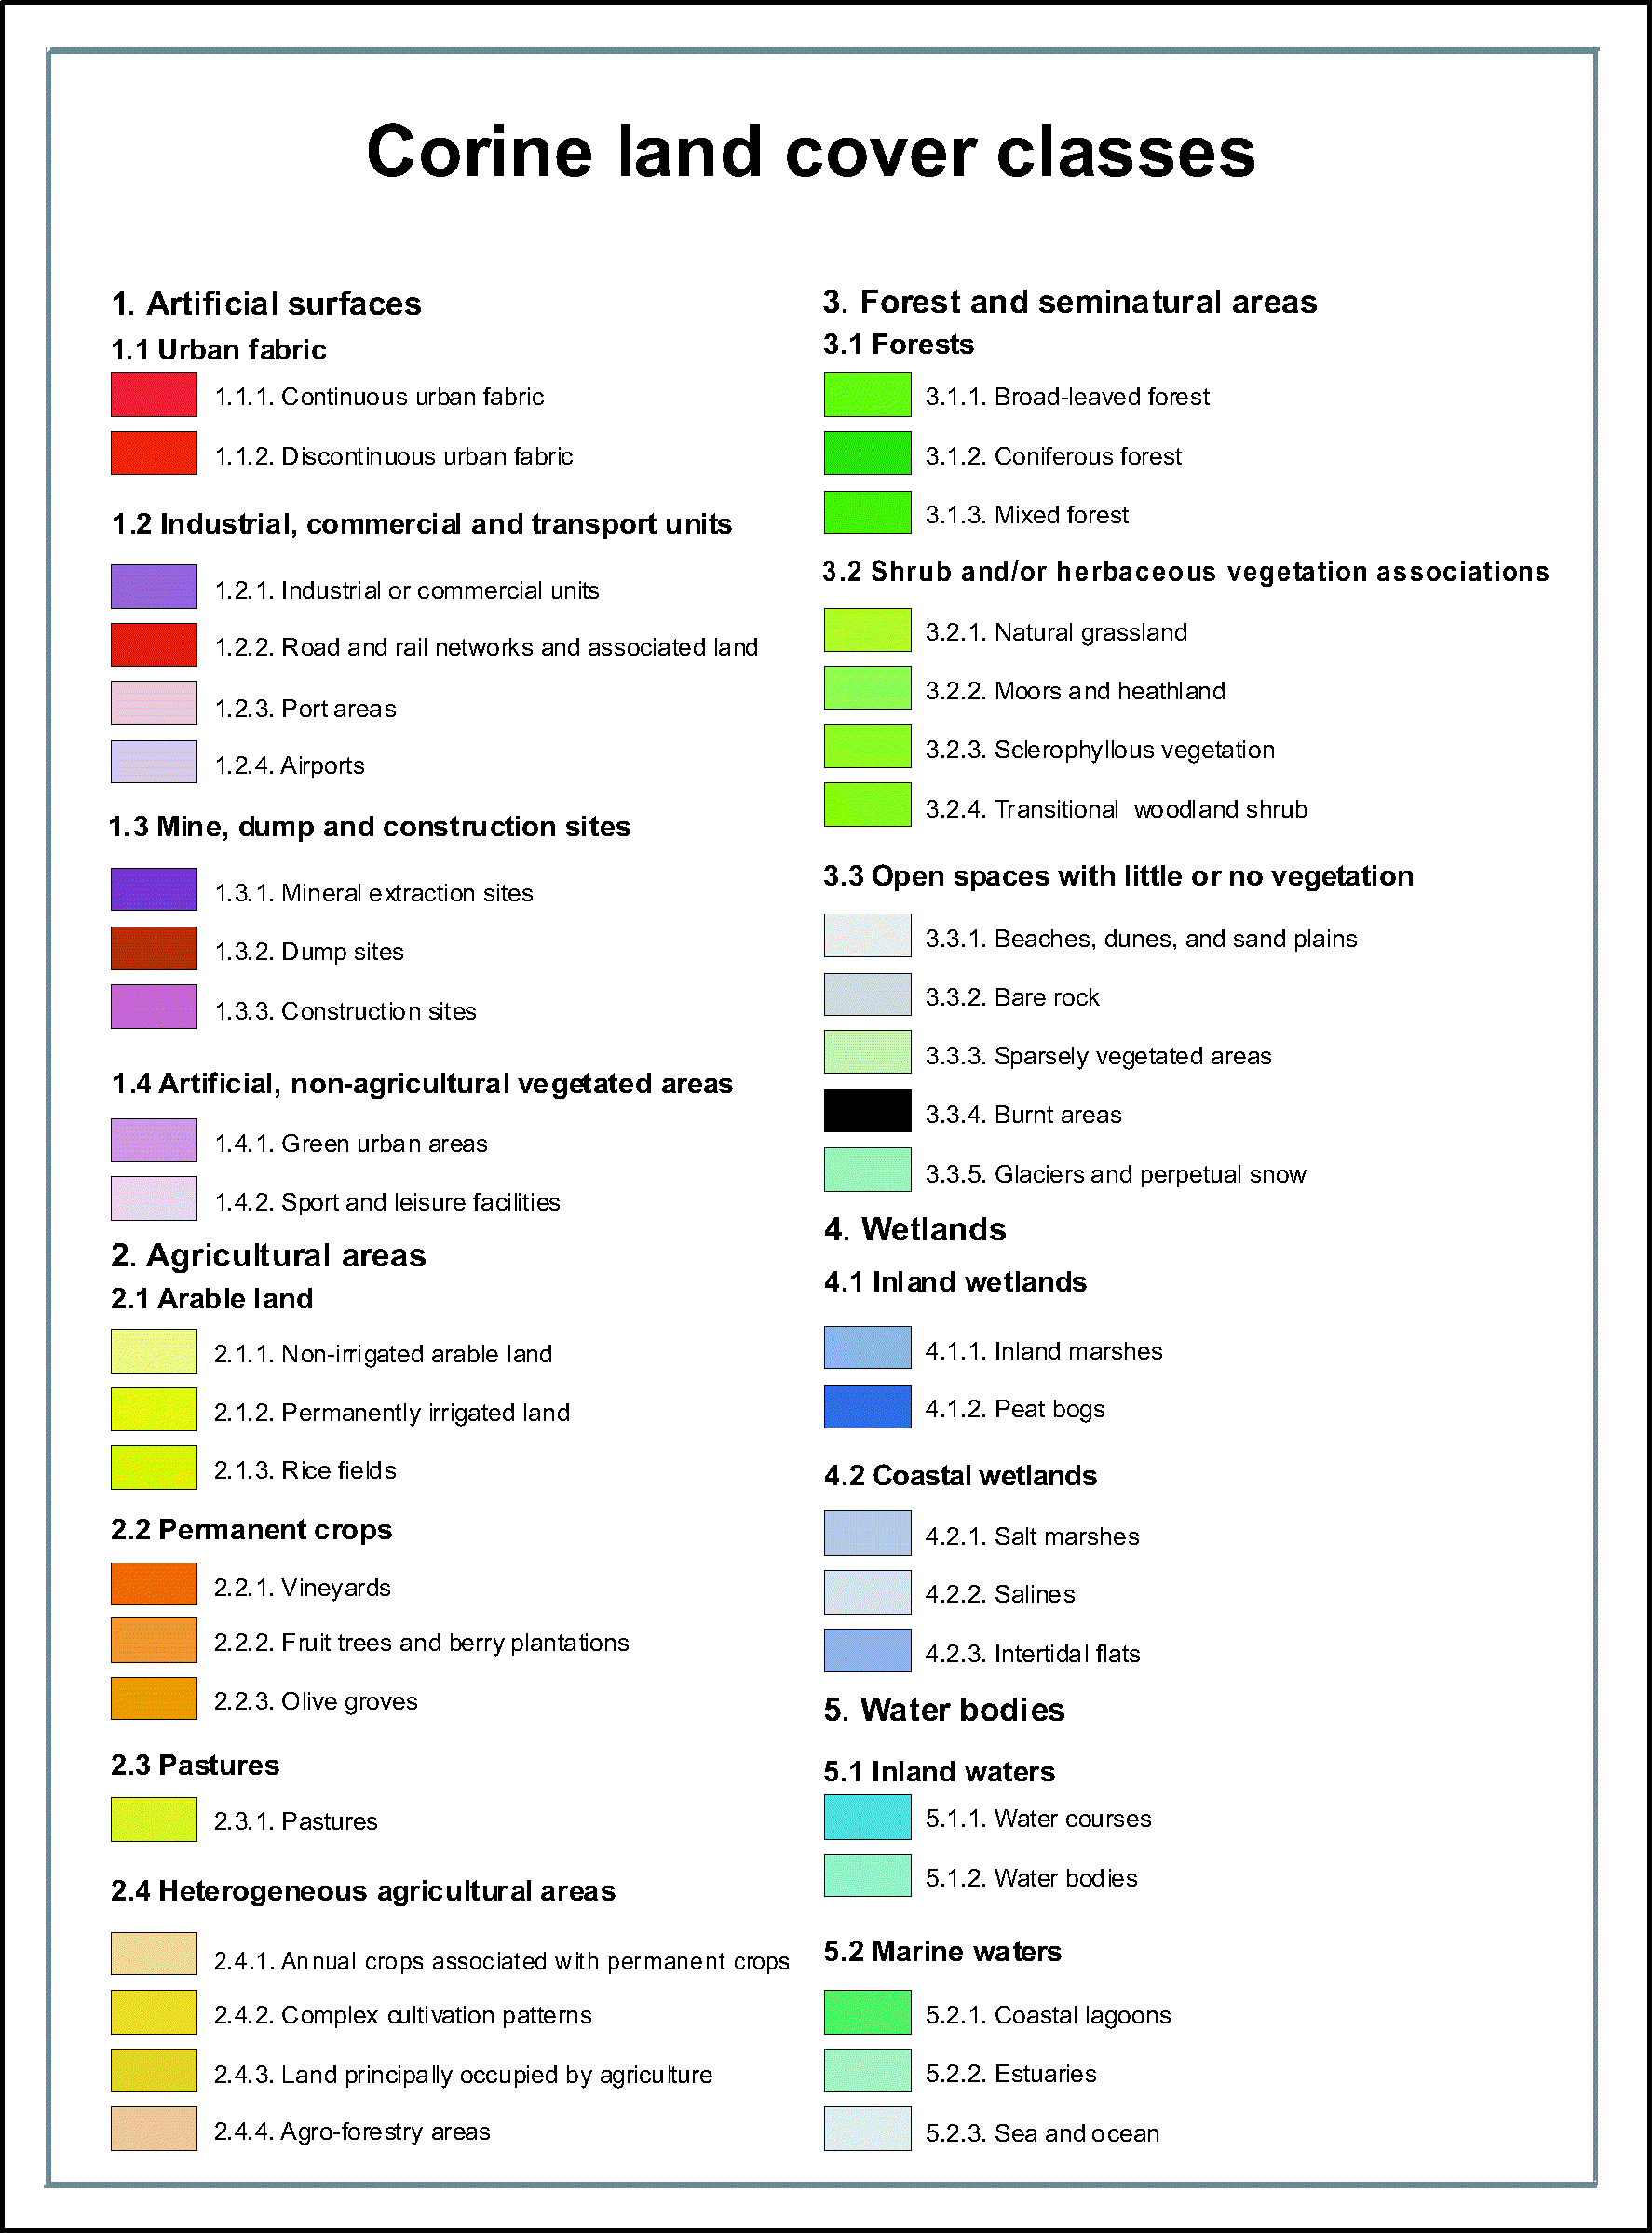 Corine land cover classes
1. Artificial surfaces
1.1 Urban fabric
1.1.1. Continuous urban fabric
1.1.2. Discontinuous urban fabric
1.2 Industrial, commercial and transport units
1.2.1. Industrial or commercial units
1.2.2. Road and rail networks and associated land
1.2.3. Port areas
1.2.4. Airports
1.3 Mine, dump and construction sites
1.3.1. Mineral extraction sites
1.3.2. Dump sites
1.3.3. Construction sites
1.4 Artificial, non-agricultural vegetated areas
1.4.1. Green urban areas
1.4.2. Sport and leisure facilities
2. Agricultural areas
2.1 Arable land
2.1.1. Non-irrigated arable land
2.1.2. Permanently irrigated land
2.1.3. Rice fields
2.2 Permanent crops
2.2.1. Vineyards
2.2.2. Fruit trees and berry plantations
2.2.3. Olive groves
2.3 Pastures
2.3.1. Pastures
2.4 Heterogeneous agricultural areas
2.4.1. Annual crops associated with permanent crops
2.4.2. Complex cultivation patterns
2.4.3. Land principally occupied by agriculture
2.4.4. Agro-forestry areas
3. Forest and seminatural areas
3.1 Forests
3.1.1. Broad-leaved forest
3.1.2. Coniferous forest
3.1.3. Mixed forest
3.2 Shrub and/or herbaceous vegetation associations
3.2.1. Natural grassland
3.2.2. Moors and heathland
3.2.3. Sclerophyllous vegetation
3.2.4. Transitional woodland shrub
3.3 Open spaces with little or no vegetation
3.3.1. Beaches, dunes, and sand plains
3.3.2. Bare rock
3.3.3. Sparsely vegetated areas
3.3.4. Burnt areas
3.3.5. Glaciers and perpetual snow
4. Wetlands
4.1 Inland wetlands
4.1.1. Inland marshes
4.1.2. Peat bogs
4.2 Coastal wetlands
4.2.1. Salt marshes
4.2.2. Salines
4.2.3. Intertidal flats
5. Water bodies
5.1 Inland waters
5.1.1. Water courses
5.1.2. Water bodies
5.2 Marine waters
5.2.1. Coastal lagoons
5.2.2. Estuaries
5.2.3. Sea and ocean